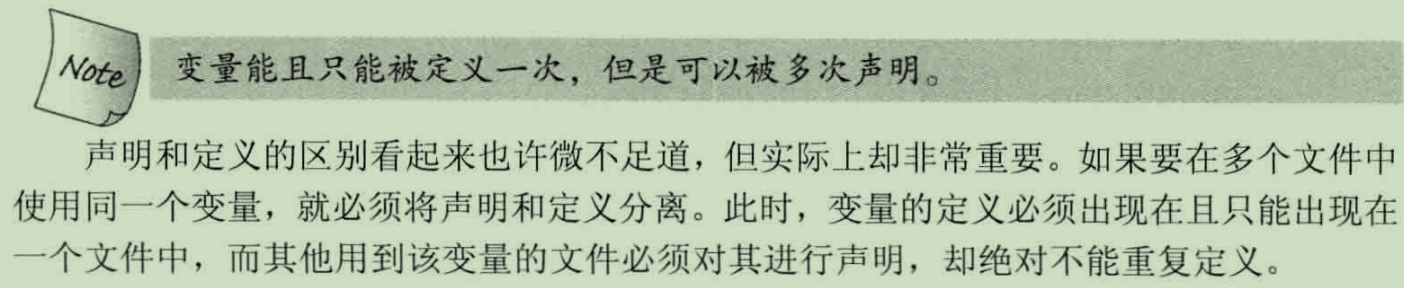 Note
变量能且只能被定义一次，但是可以被多次声明。
声明和定义的区别看起来也许微不足道，但实际上却非常重要。如果要在多个文件中
使用同一个变量，就必须将声明和定义分离。此时，变量的定义必须出现在且只能出现在
一个文件中，而其他用到该变量的文件必须对其进行声明，却绝对不能重复定义。